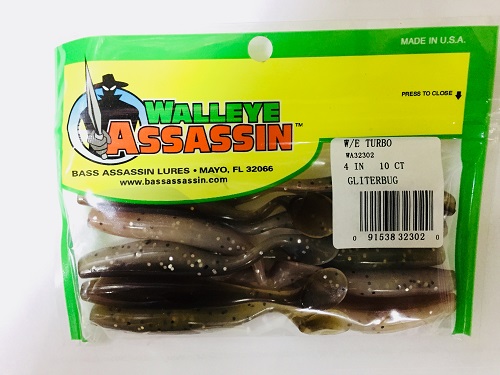 MADE IN U.S.A.
PRESS TO CLOSE
WALLEYE
ASSASSIN™
BASS ASSASSIN LURES • MAYO, FL 32066
www.bassassassin.com
W/E TURBO
WA32302
4 IN 10 CT
GLITERBUG
0 91538 32302 0